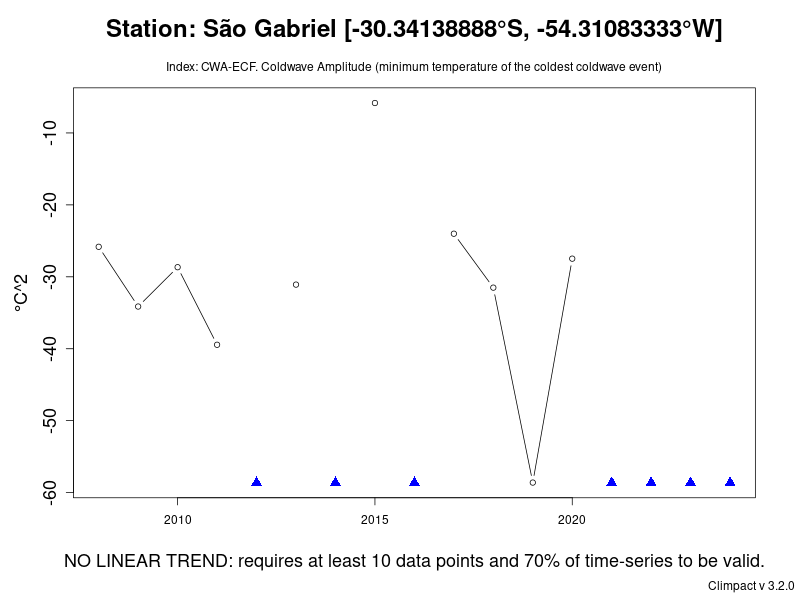 Station: São Gabriel [-30.34138888°S, -54.31083333°W]
Index: CWA-ECF. Coldwave Amplitude (minimum temperature of the coldest coldwave event)
°C^2
-10
-20
-30
-40
-50
-60
2010 2015 2020
NO LINEAR TREND: requires at least 10 data points and 70% of time-series to be valid.
Climpact v 3.2.0